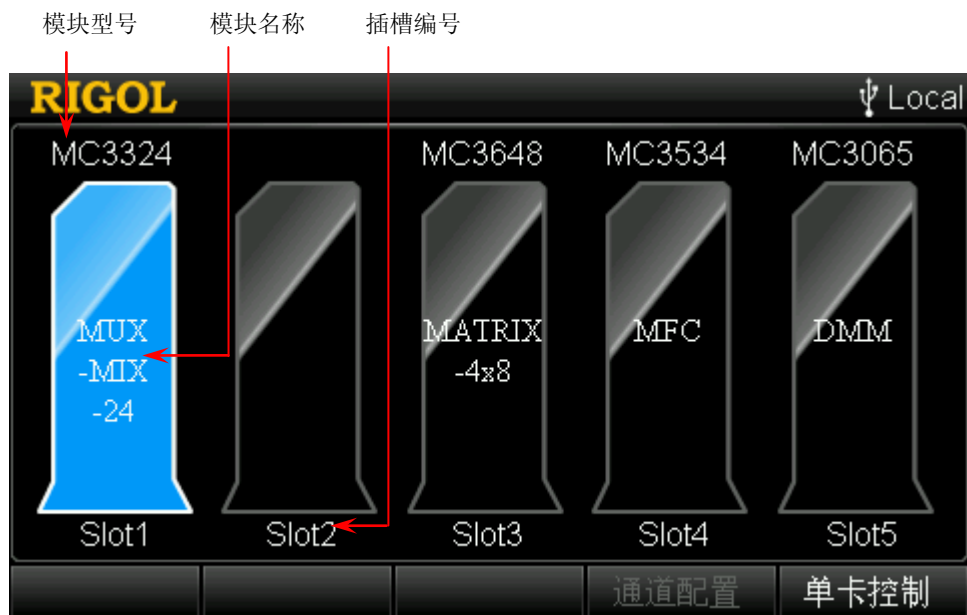 模块型号 模块名称 插槽编号
RIGOL Local
MC3324 MC3648 MC3534 MC3065
MUX
-MIX
-24
MATRIX
-4x8
MFC
DMM
Slot1 Slot2 Slot3 Slot4 Slot5
通道配置 单卡控制